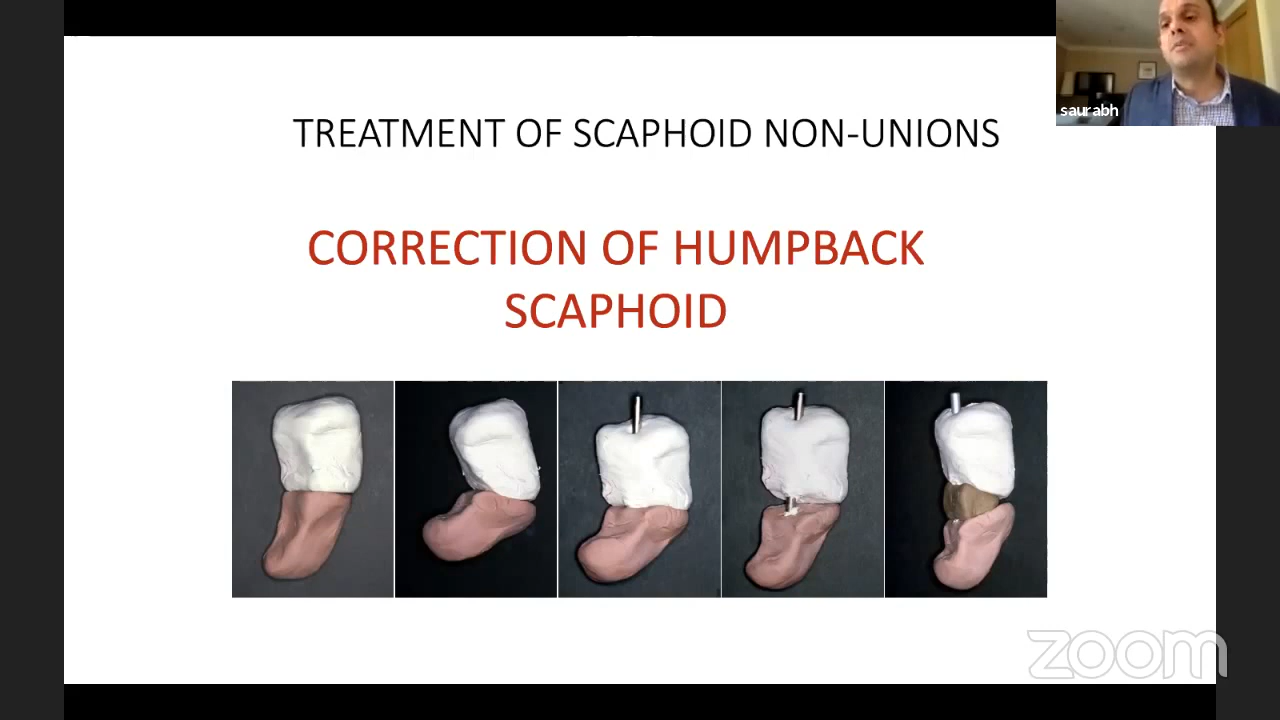 saurabh
TREATMENT OF SCAPHOID NON-UNIONS
CORRECTION OF HUMPBACK
SCAPHOID
zoom